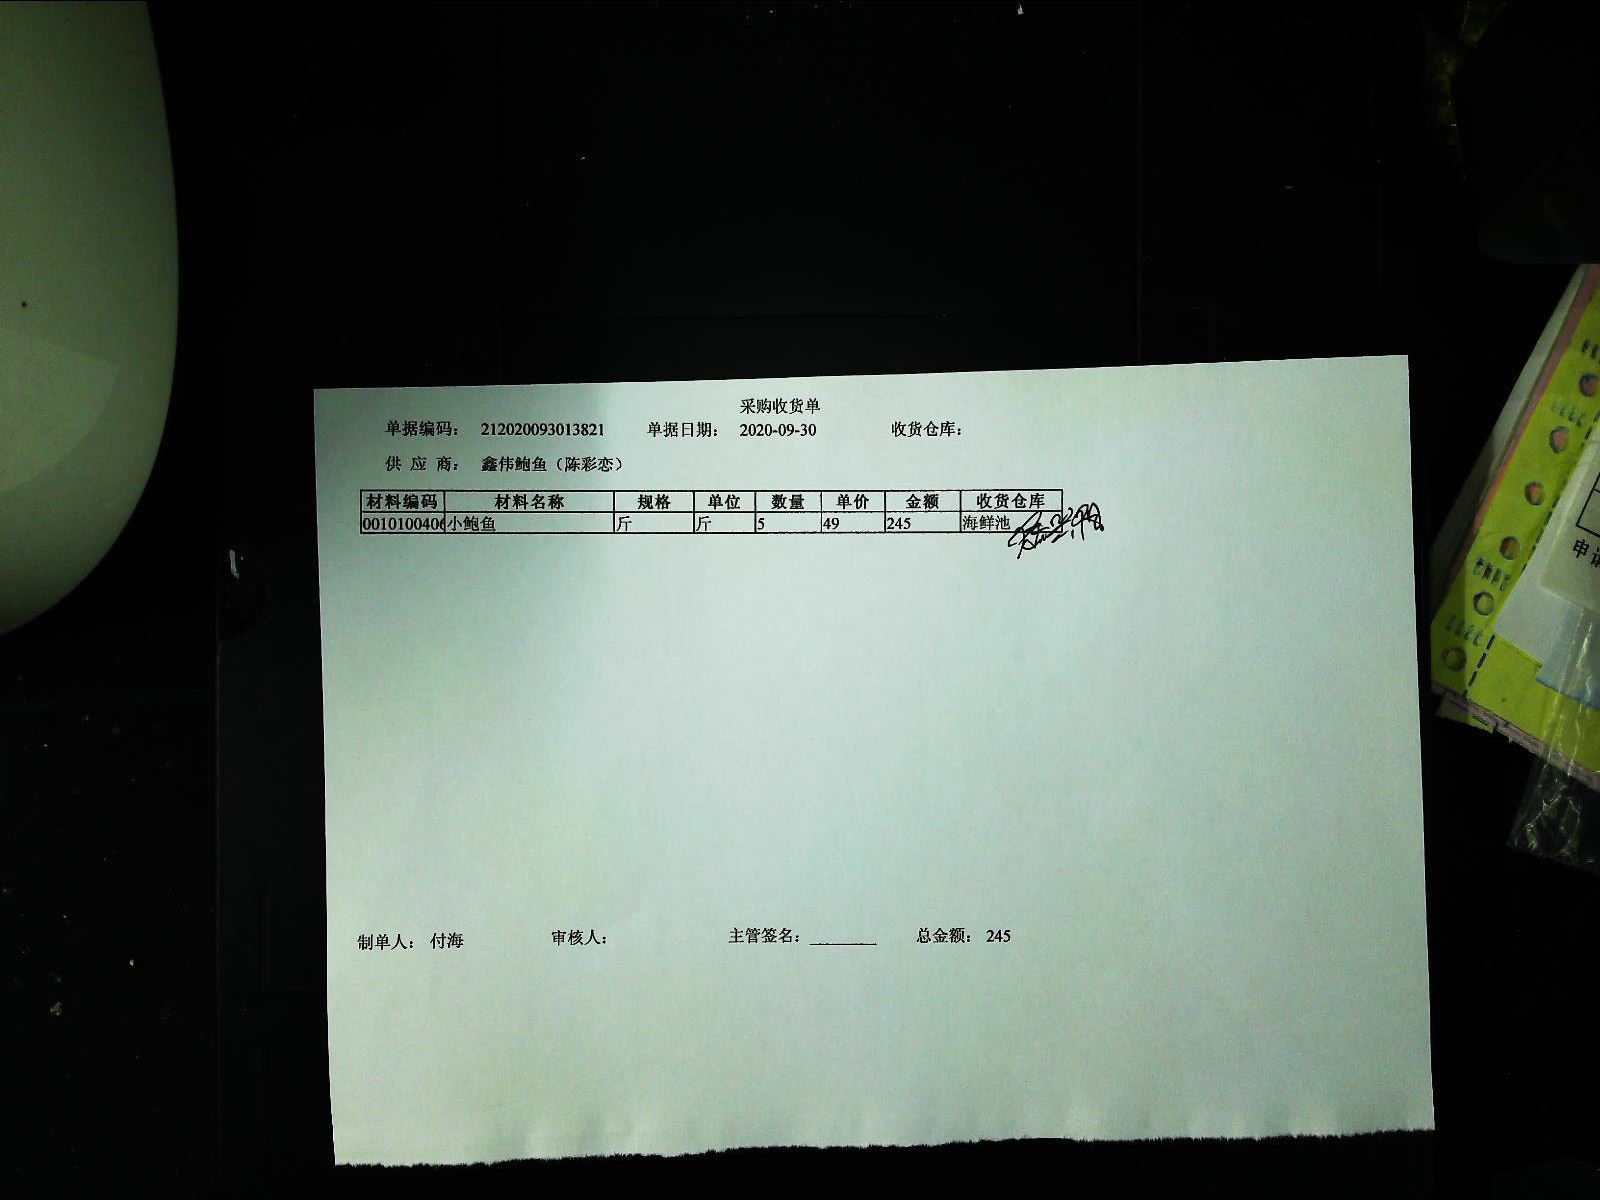 采购收货单
单据编码： 212020093013821 单据日期： 2020-09-30 收货仓库：
供 应 商： 鑫伟鲍鱼（陈彩恋）
材料编码 材料名称 规格 单位 数量 单价 金额 收货仓库
0010100406 小鲍鱼 斤 斤 5 49 245 海鲜池
制单人： 付海 审核人： 主管签名： 总金额： 245
申请